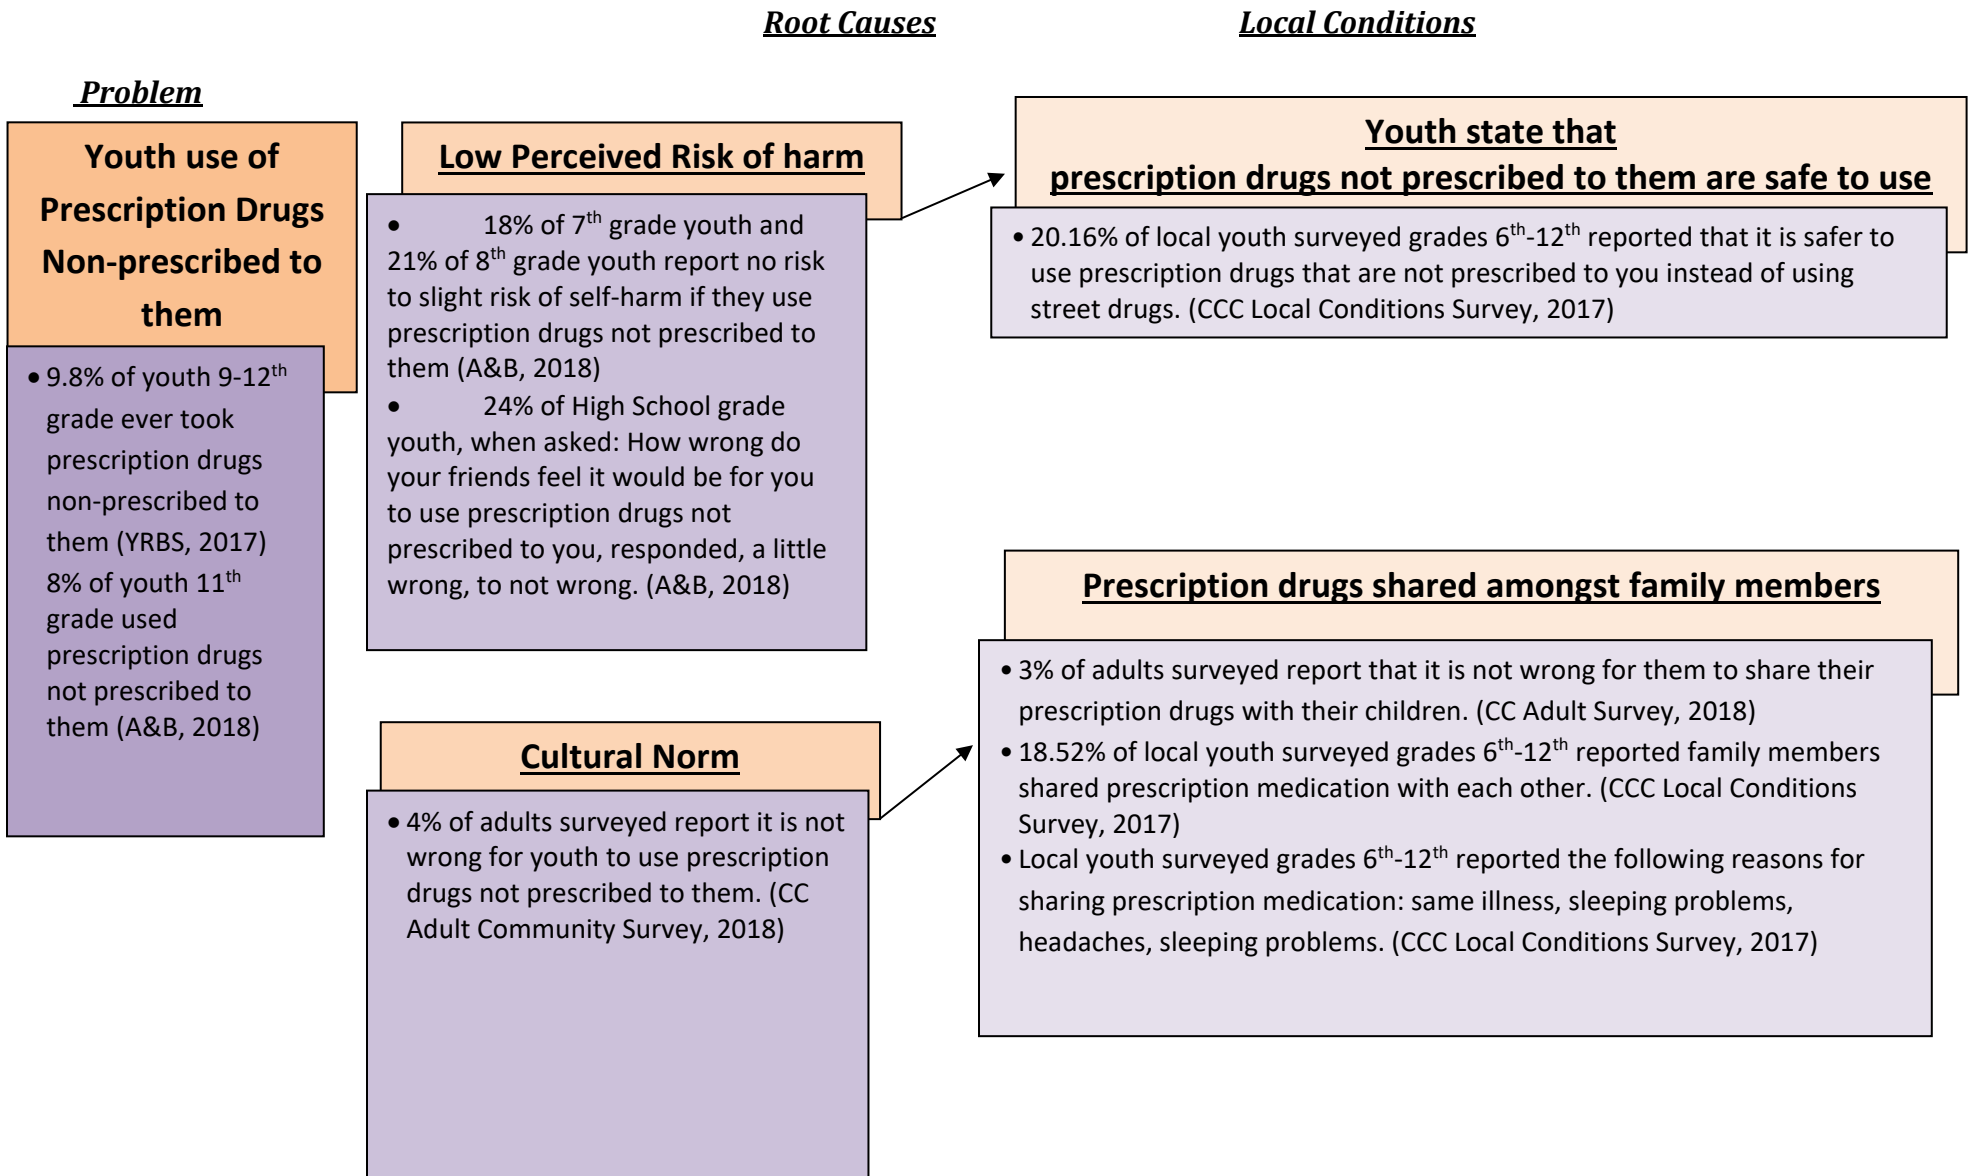 Root Causes
Local Conditions
Problem
Youth use of
Prescription Drugs
Non-prescribed to
them
• 9.8% of youth 9-12th
grade ever took
prescription drugs
non-prescribed to
them (YRBS, 2017)
8% of youth 11th
grade used
prescription drugs
not prescribed to
them (A&B, 2018)
Low Perceived Risk of harm
• 18% of 7th grade youth and
21% of 8th grade youth report no risk
to slight risk of self-harm if they use
prescription drugs not prescribed to
them (A&B, 2018)
• 24% of High School grade
youth, when asked: How wrong do
your friends feel it would be for you
to use prescription drugs not
prescribed to you, responded, a little
wrong, to not wrong. (A&B, 2018)
Cultural Norm
• 4% of adults surveyed report it is not
wrong for youth to use prescription
drugs not prescribed to them. (CC
Adult Community Survey, 2018)
Youth state that
prescription drugs not prescribed to them are safe to use
• 20.16% of local youth surveyed grades 6th-12th reported that it is safer to
use prescription drugs that are not prescribed to you instead of using
street drugs. (CCC Local Conditions Survey, 2017)
Prescription drugs shared amongst family members
• 3% of adults surveyed report that it is not wrong for them to share their
prescription drugs with their children. (CC Adult Survey, 2018)
• 18.52% of local youth surveyed grades 6th-12th reported family members
shared prescription medication with each other. (CCC Local Conditions
Survey, 2017)
• Local youth surveyed grades 6th-12th reported the following reasons for
sharing prescription medication: same illness, sleeping problems,
headaches, sleeping problems. (CCC Local Conditions Survey, 2017)